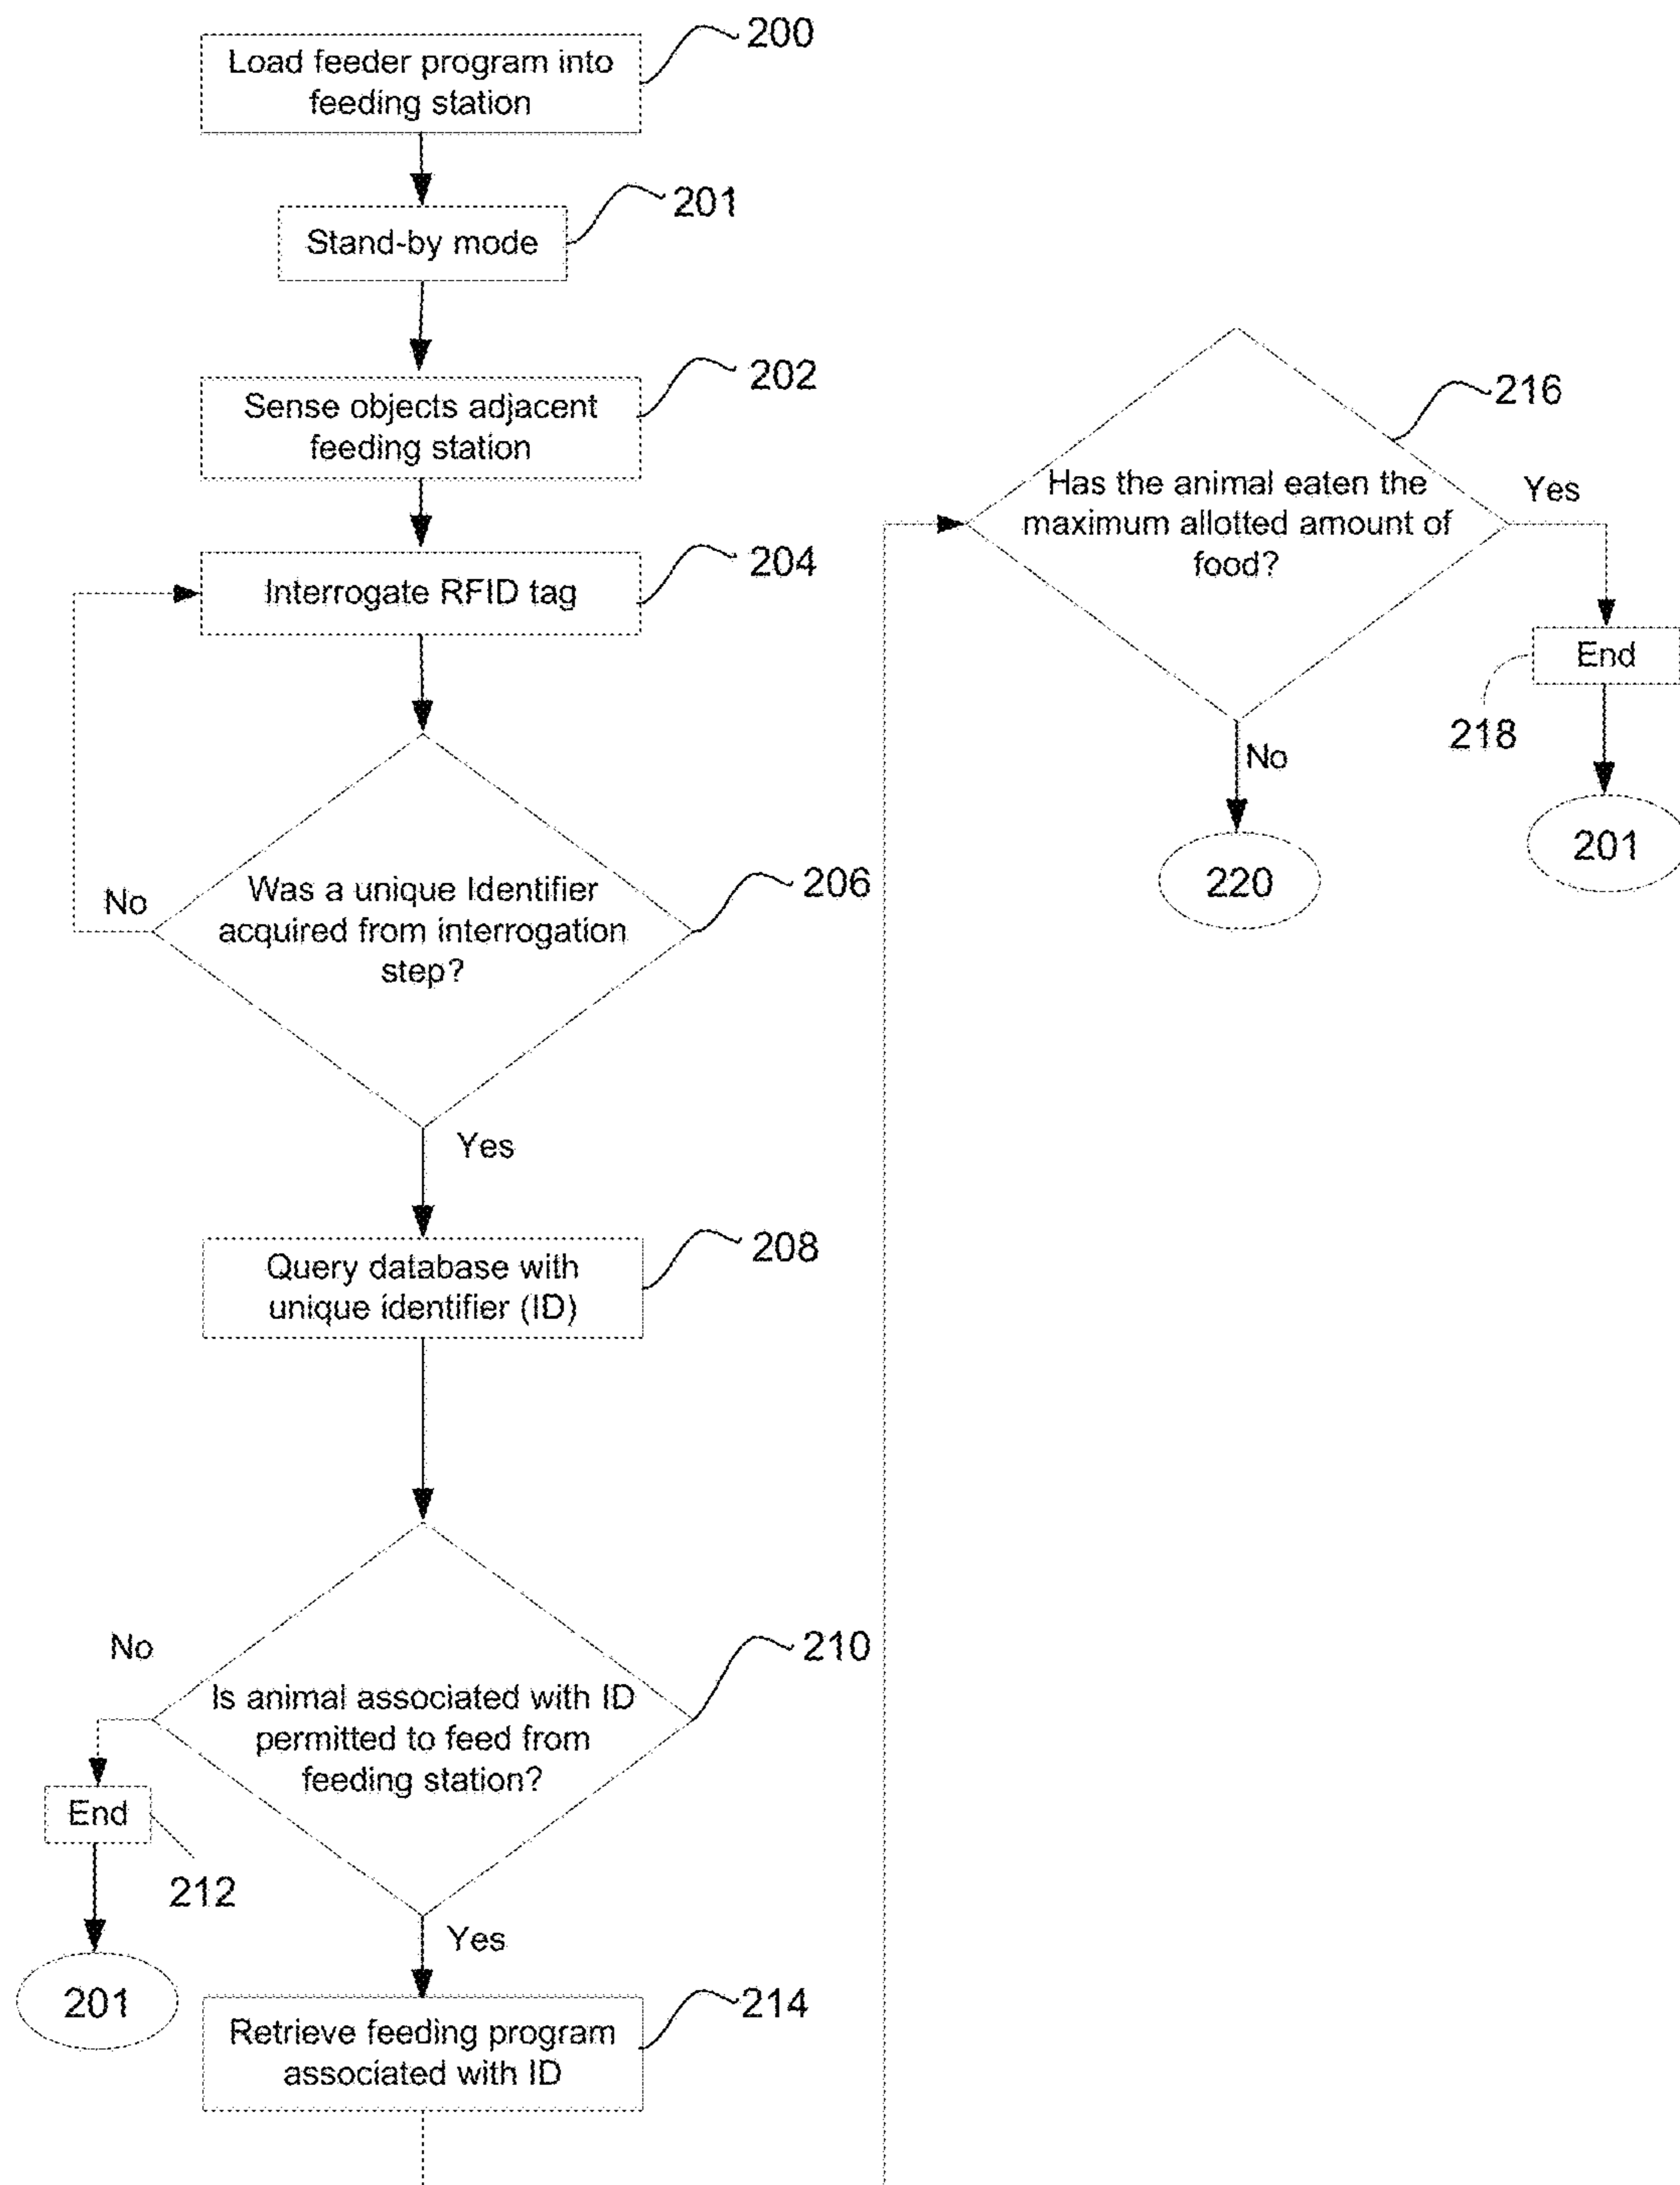 200
Load feeder program into
feeding station
201
Stand-by mode
202
Sense objects adjacent
feeding station
204
Interrogate RFID tag
206
Was a unique Identifier
acquired from interrogation
step?
No
Yes
208
Query database with
unique identifier (ID)
210
No
Is animal associated with ID
permitted to feed from
feeding station?
End
212
201
Yes
214
Retrieve feeding program
associated with ID
216
Has the animal eaten the
maximum allotted amount of
food?
Yes
End
218
201
No
220